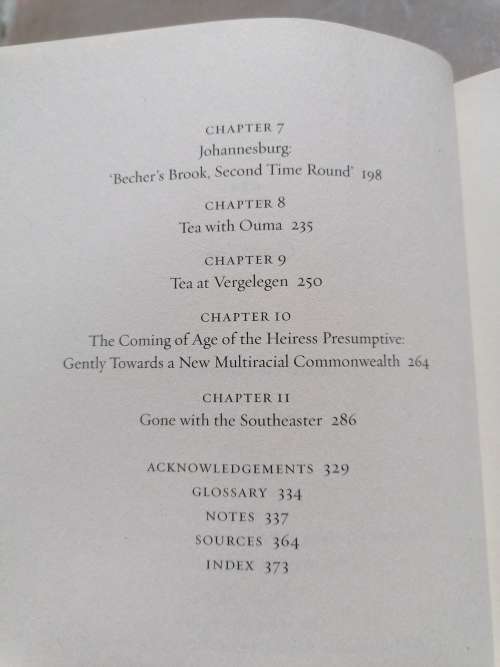 CHAPTER 7
Johannesburg:
‘Becher’s Brook, Second Time Round’ 198
CHAPTER 8
Tea with Ouma 235
CHAPTER 9
Tea at Vergelegen 250
CHAPTER 10
The Coming of Age of the Heiress Presumptive:
Gently Towards a New Multiracial Commonwealth 264
CHAPTER 11
Gone with the Southeaster 286
ACKNOWLEDGEMENTS 329
GLOSSARY 334
NOTES 337
SOURCES 364
INDEX 373